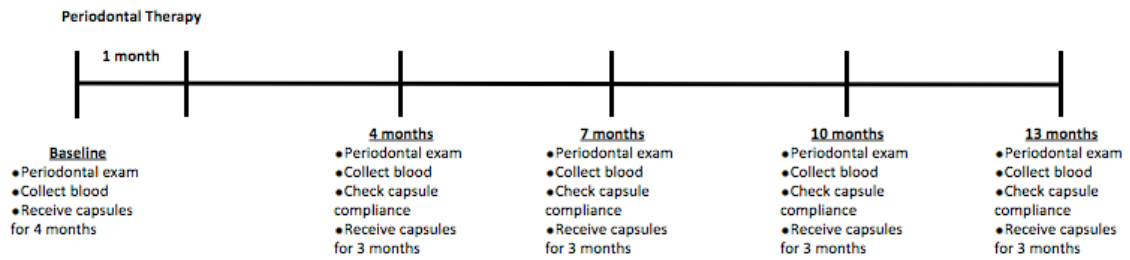 Periodontal Therapy
1 month
Baseline
●Periodontal exam
●Collect blood
●Receive capsules
for 4 months
4 months
●Periodontal exam
●Collect blood
●Check capsule
compliance
●Receive capsules
for 3 months
7 months
●Periodontal exam
●Collect blood
●Check capsule
compliance
●Receive capsules
for 3 months
10 months
●Periodontal exam
●Collect blood
●Check capsule
compliance
●Receive capsules
for 3 months
13 months
●Periodontal exam
●Collect blood
●Check capsule
compliance
●Receive capsules
for 3 months